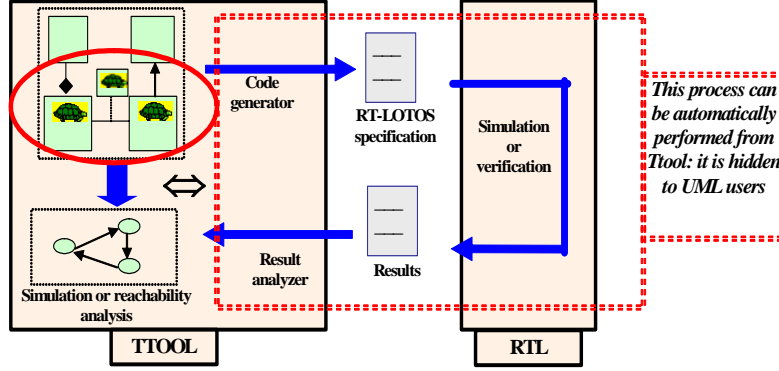 Code
generator
RT-LOTOS
specification
Simulation
or
verification
This process can
be automatically
performed from
Ttool: it is hidden
to UML users
Result
analyzer
Results
Simulation or reachability
analysis
TTOOL
RTL